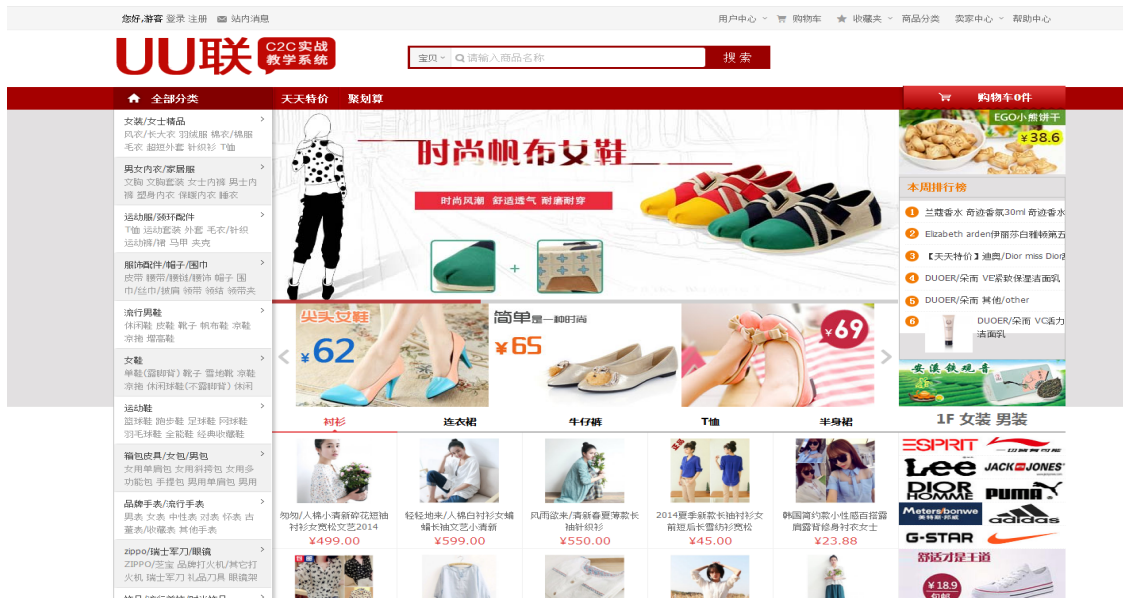 您好,游客 登录 注册 站内消息
用户中心 购物车 收藏夹 商品分类 卖家中心 帮助中心
UU联 C2C实战
教学系统
宝贝 请输入商品名称 搜 索
全部分类 天天特价 聚划算 购物车0件
女装/女士精品
风衣/长大衣 羽绒服 棉衣/棉服
毛衣 超短外套 针织衫 T恤
男女内衣/家居服
文胸 文胸套装 女士内裤 男士内
裤 塑身内衣 保暖内衣 睡衣
运动服/颈环配件
T恤 运动套装 外套 毛衣/针织
运动裤/裙 马甲 夹克
服饰配件/帽子/围巾
皮带 腰带/腰链/腰饰 帽子 围
巾/丝巾/披肩 领带 领结 领带夹
流行男鞋
休闲鞋 皮鞋 靴子 帆布鞋 凉鞋
凉拖 增高鞋
女鞋
单鞋(露脚背) 靴子 雪地靴 凉鞋
凉拖 休闲球鞋(不露脚背) 休闲
运动鞋
篮球鞋 跑步鞋 足球鞋 网球鞋
羽毛球鞋 全能鞋 经典收藏鞋
箱包皮具/女包/男包
女用单肩包 女用斜挎包 女用多
功能包 手提包 男用单肩包 男用
品牌手表/流行手表
男表 女表 中性表 对表 怀表 古
董表/收藏表 其他手表
zippo/瑞士军刀/眼镜
ZIPPO/芝宝 品牌打火机/其它打
火机 瑞士军刀 礼品刀具 眼镜架
时尚帆布女鞋
时尚风潮 舒适透气 耐磨耐穿
+
尖头女鞋
¥62
简单是一种时尚
¥65
¥69
EGO小熊饼干
¥38.6
本周排行榜
1 兰蔻香水 奇迹香氛30ml 奇迹香水
2 Elizabeth arden伊丽莎白雅顿第五
3 【天天特价】迪奥/Dior miss Dior
4 DUOER/朵而 VE紧致保湿洁面乳
5 DUOER/朵而 其他/other
6 DUOER/朵而 VC活力
洁面乳
安溪铁观音
衬衫 连衣裙 牛仔裤 T恤 半身裙
匆匆/人棉小清新碎花短袖
衬衫女宽松文艺2014
¥499.00
轻轻地来/人棉白衬衫女蝙
蝠长袖文艺小清新
¥599.00
风雨欲来/青新春夏薄款长
袖针织衫
¥550.00
2014夏季新款长袖衬衫女
前短后长雪纺衫宽松
¥45.00
韩国简约款小性感百搭露
肩露背修身衬衣女士
¥23.88
1F 女装 男装
ESPRIT 一切皆有可能
Lee JACK JONES
DIOR
HOMME PUMA
Meters/bonwe
美特斯·邦威 adidas
G-STAR
舒适才是王道
¥18.9
包邮